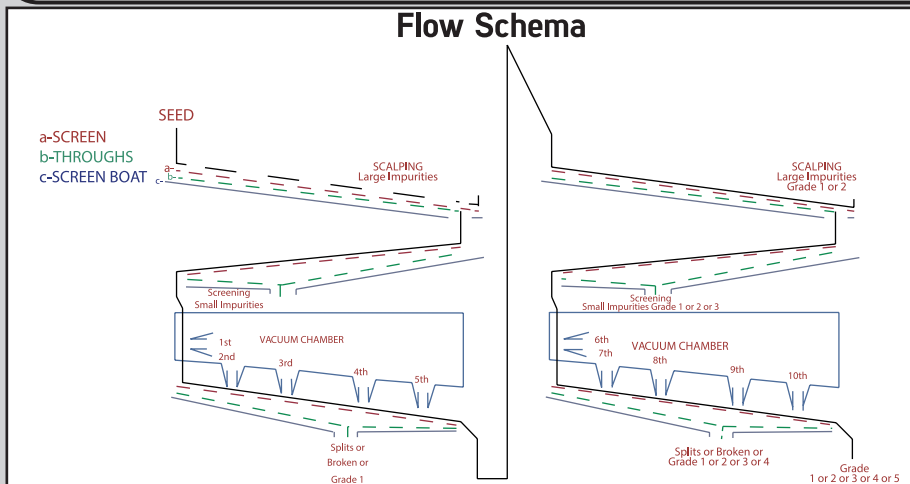 Flow Schema
SEED
a-SCREEN
b-THROUGHS
c-SCREEN BOAT
a-
b-
c-
SCALPING
Large Impurities
Screening
Small Impurities
1st
2nd
VACUUM CHAMBER
3rd
4th
5th
Splits or
Broken or
Grade 1
SCALPING
Large Impurities
Grade 1 or 2
Screening
Small Impurities Grade 1 or 2 or 3
6th
7th
VACUUM CHAMBER
8th
9th
10th
Splits or Broken or
Grade 1 or 2 or 3 or 4
Grade
1 or 2 or 3 or 4 or 5